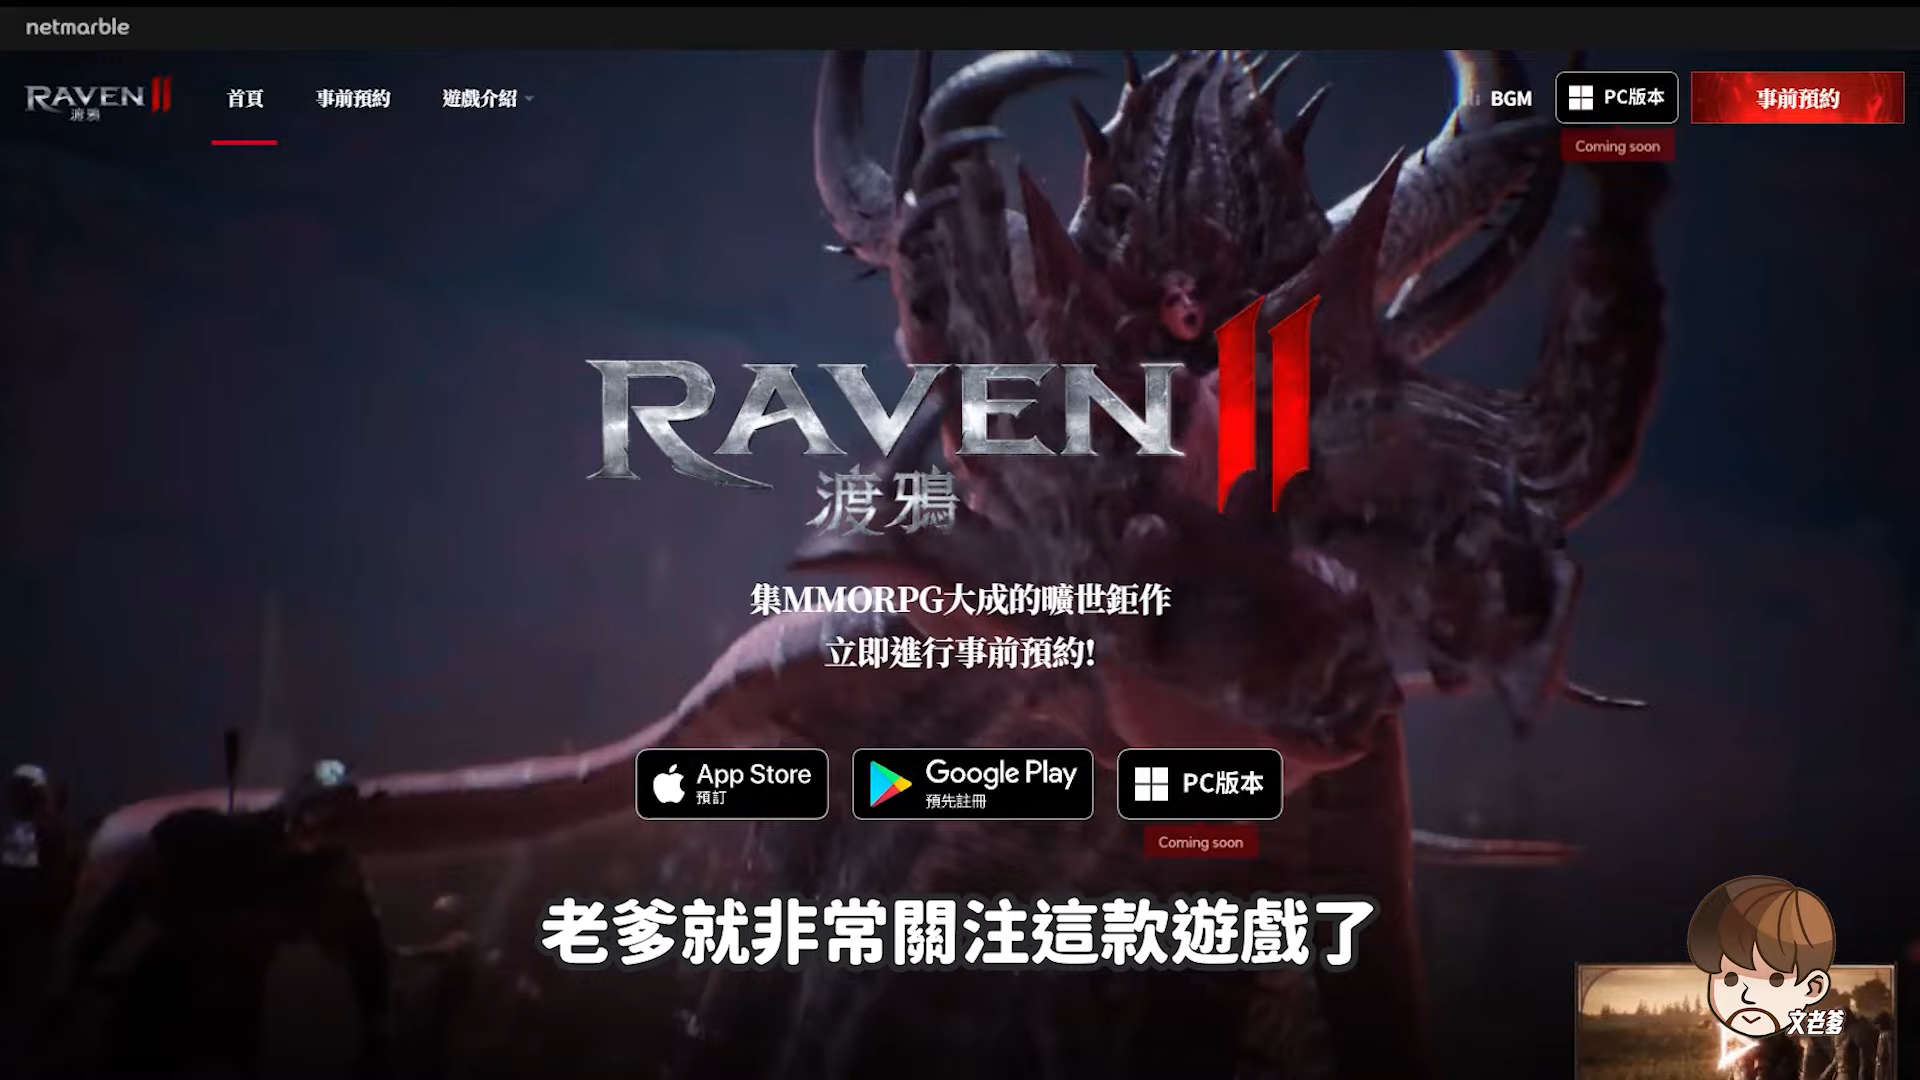 netmarble
RAVEN II
渡鴉
首頁
事前預約
遊戲介紹
BGM
PC版本
Coming soon
事前預約
RAVEN II
渡鴉
集MMORPG大成的曠世鉅作
立即進行事前預約!
App Store
預訂
Google Play
預先註冊
PC版本
Coming soon
老爹就非常關注這款遊戲了
文老爹